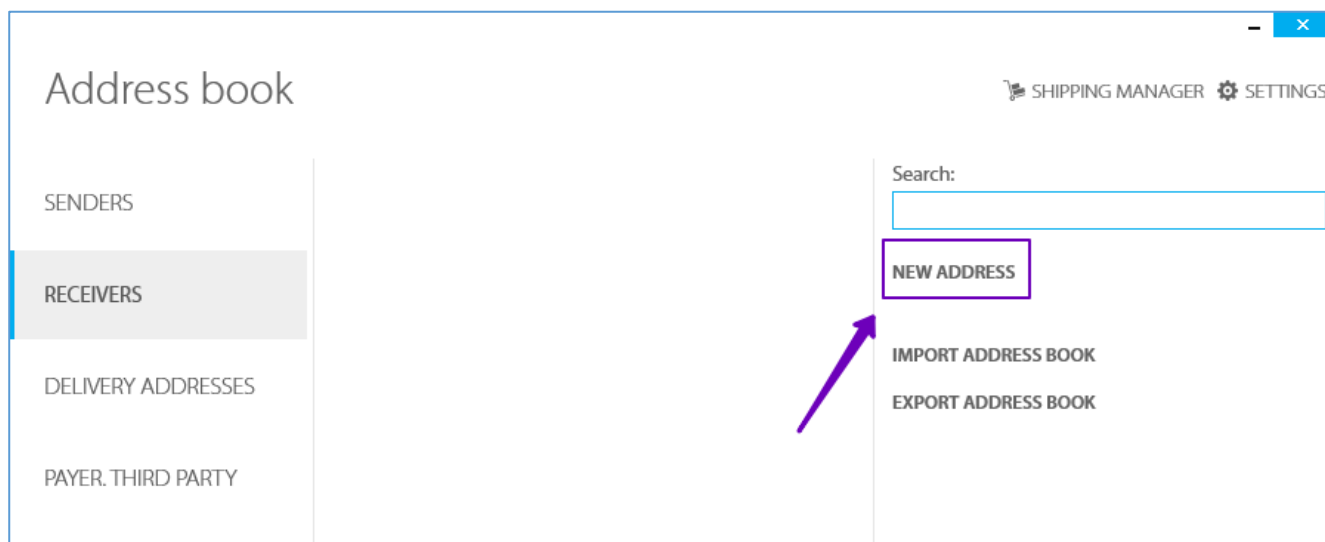 Address book
SHIPPING MANAGER SETTINGS
SENDERS
RECEIVERS
DELIVERY ADDRESSES
PAYER. THIRD PARTY
Search:
NEW ADDRESS
IMPORT ADDRESS BOOK
EXPORT ADDRESS BOOK